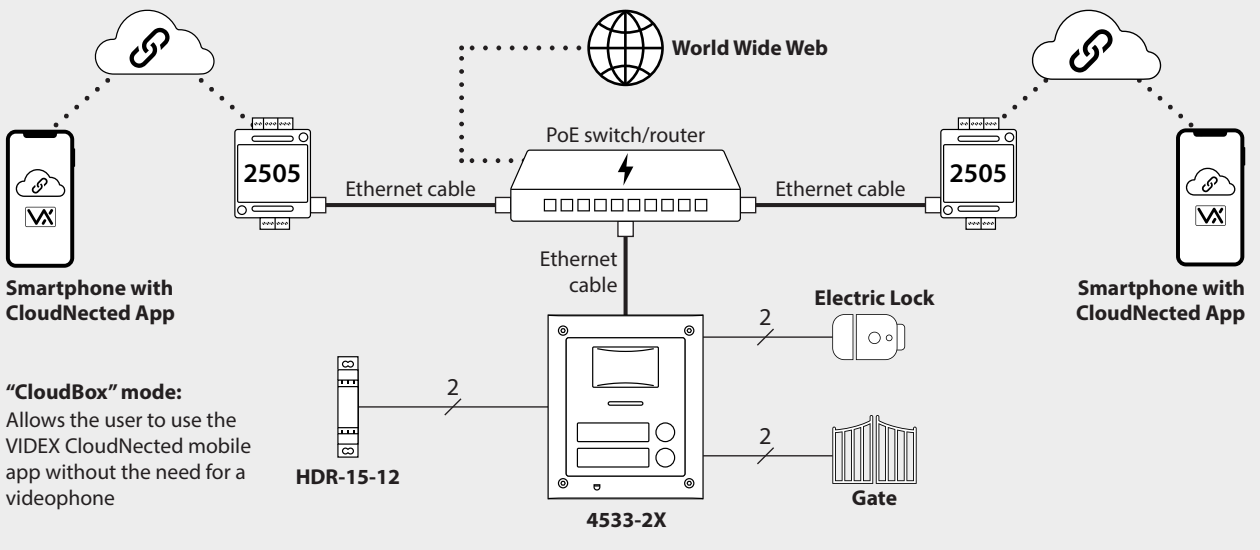 World Wide Web
PoE switch/router
2505
2505
Ethernet cable
Ethernet cable
VX
VX
Ethernet
cable
Smartphone with
CloudNected App
Smartphone with
CloudNected App
Electric Lock
2
“CloudBox” mode:
Allows the user to use the
VIDEX CloudNected mobile
app without the need for a
videophone
2
HDR-15-12
2
Gate
4533-2X